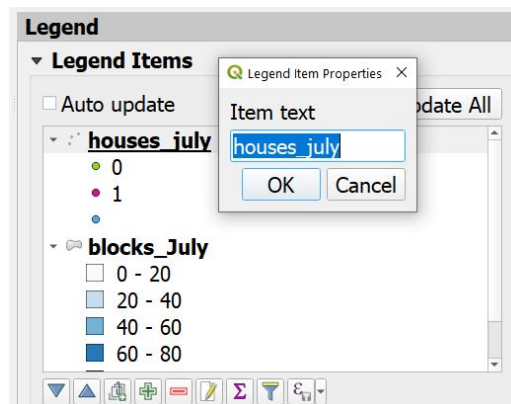 Legend
Legend Items
Legend Item Properties
Auto update
Item text
date All
houses_july
houses_july
0
OK Cancel
1
blocks_July
0 - 20
20 - 40
40 - 60
60 - 80
Σ
ε